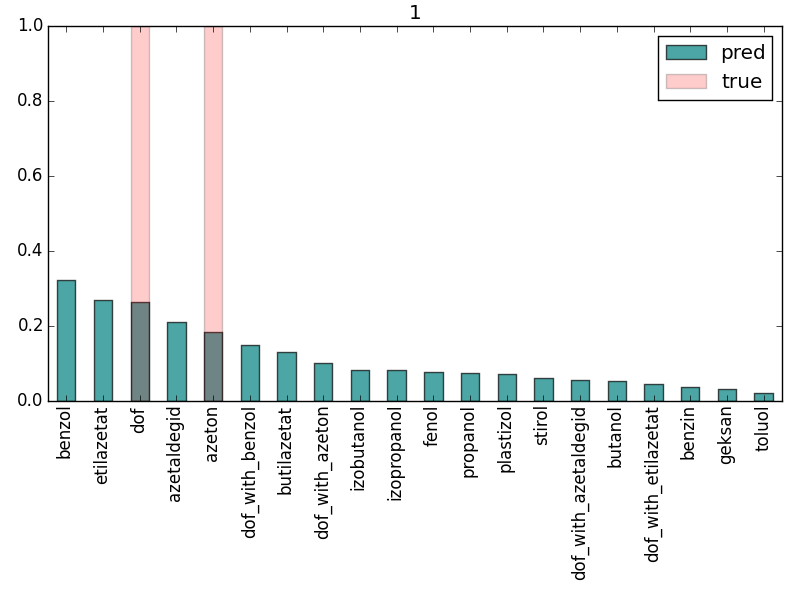 1
1.0
0.8
0.6
0.4
0.2
0.0
pred
true
benzol
etilazetat
dof
azetaldegid
azeton
dof_with_benzol
butilazetat
dof_with_azeton
izobutanol
izopropanol
fenol
propanol
plastizol
stirol
dof_with_azetaldegid
butanol
dof_with_etilazetat
benzin
geksan
toluol